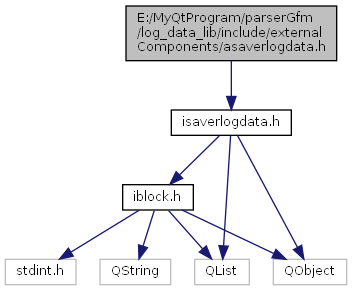 E:/MyQtProgram/parserGfm
/log_data_lib/include/external
Components/asaverlogdata.h
isaverlogdata.h
iblock.h
stdint.h
QString
QList
QObject